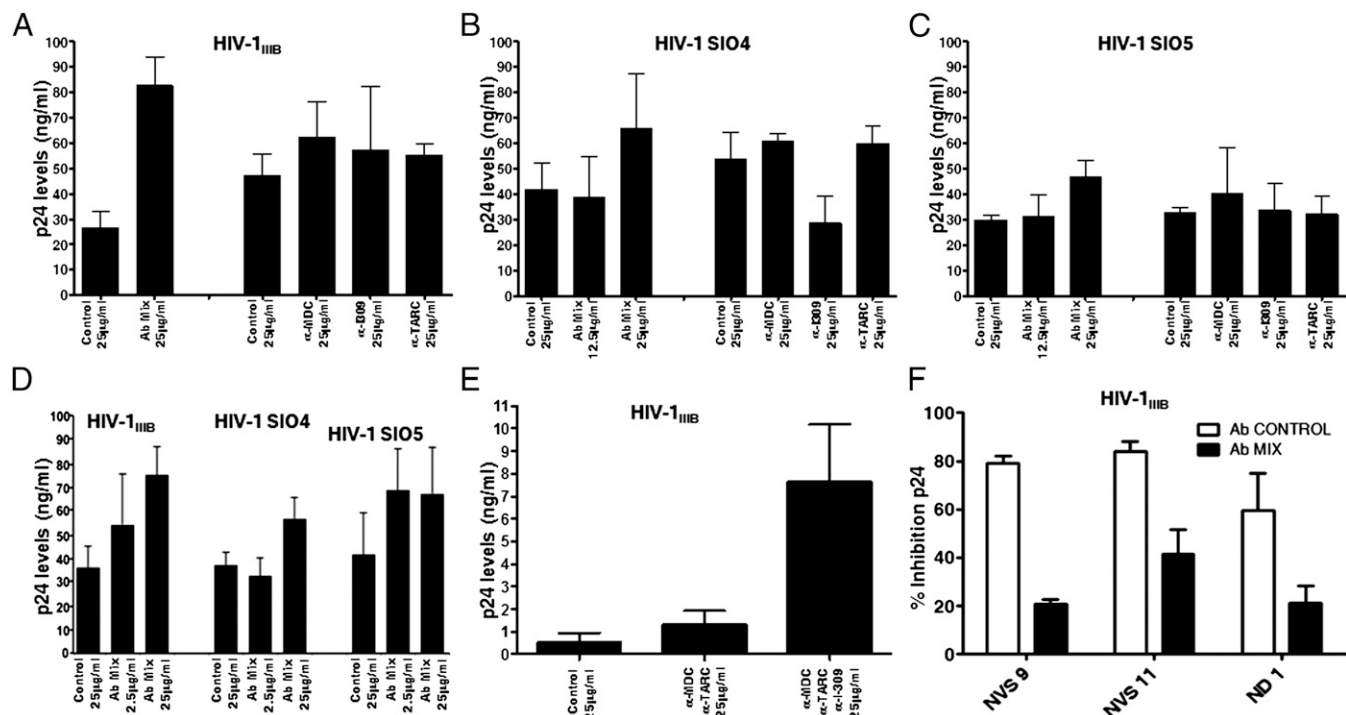 A
HIV-1IIIB
p24 levels (ng/ml)
100
90
80
70
60
50
40
30
20
10
0
Control
25µg/ml
Ab Mix
25µg/ml
Control
25µg/ml
α-MDC
25µg/ml
α-I309
25µg/ml
α-TARC
25µg/ml
B
HIV-1 SIO4
p24 levels (ng/ml)
100
90
80
70
60
50
40
30
20
10
0
Control
25µg/ml
Ab Mix
12.5µg/ml
Ab Mix
25µg/ml
Control
25µg/ml
α-MDC
25µg/ml
α-I309
25µg/ml
α-TARC
25µg/ml
C
HIV-1 SIO5
p24 levels (ng/ml)
100
90
80
70
60
50
40
30
20
10
0
Control
25µg/ml
Ab Mix
12.5µg/ml
Ab Mix
25µg/ml
Control
25µg/ml
α-MDC
25µg/ml
α-I309
25µg/ml
α-TARC
25µg/ml
D
HIV-1IIIB
HIV-1 SIO4
HIV-1 SIO5
p24 levels (ng/ml)
100
90
80
70
60
50
40
30
20
10
0
Control
25µg/ml
Ab Mix
2.5µg/ml
Ab Mix
25µg/ml
Control
25µg/ml
Ab Mix
2.5µg/ml
Ab Mix
25µg/ml
Control
25µg/ml
Ab Mix
2.5µg/ml
Ab Mix
25µg/ml
E
HIV-1IIIB
p24 levels (ng/ml)
11
10
9
8
7
6
5
4
3
2
1
0
Control
25µg/ml
α-MDC
α-TARC
25µg/ml
α-MDC
α-TARC
α-I-309
25µg/ml
F
HIV-1IIIB
Ab CONTROL
Ab MIX
% Inhibition p24
100
80
60
40
20
0
NVS 9
NVS 11
ND 1